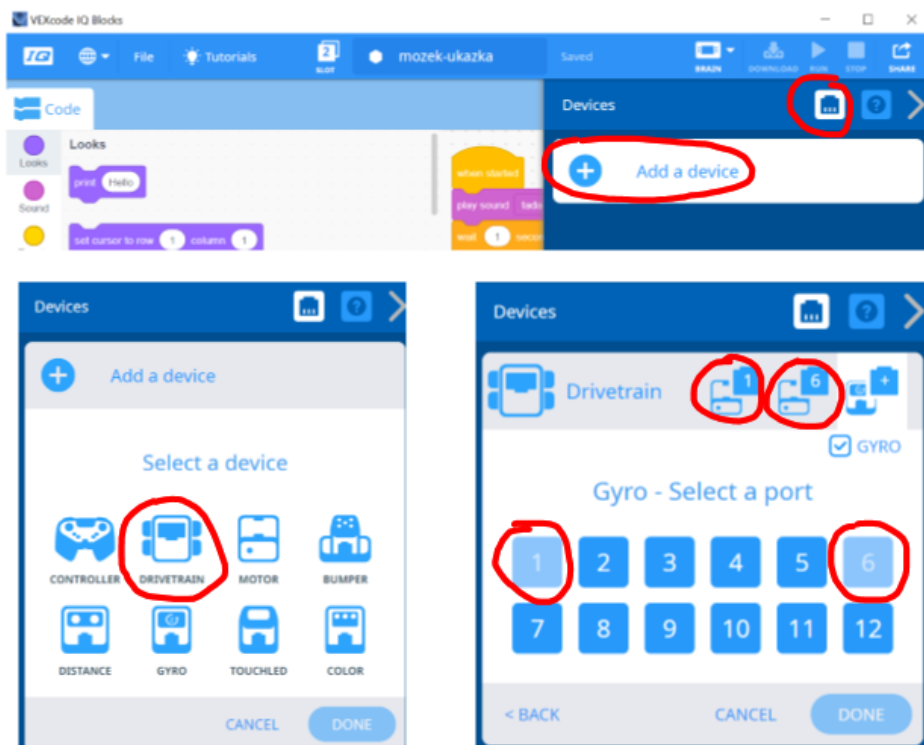 VEXcode IQ Blocks
IQ File Tutorials 2 SLOT mozek-ukazka Saved BRAIN DOWNLOAD RUN STOP SHARE
Code
Devices ?
Looks
Looks
Add a device
print Hello
when started
Sound
play sound tada
set cursor to row 1 column 1
wait 1 secon
Devices ?
Add a device
Select a device
CONTROLLER DRIVETRAIN MOTOR BUMPER
DISTANCE GYRO TOUCHLED COLOR
CANCEL DONE
Devices ?
Drivetrain 1 6 +
GYRO
Gyro - Select a port
1 2 3 4 5 6
7 8 9 10 11 12
< BACK CANCEL DONE